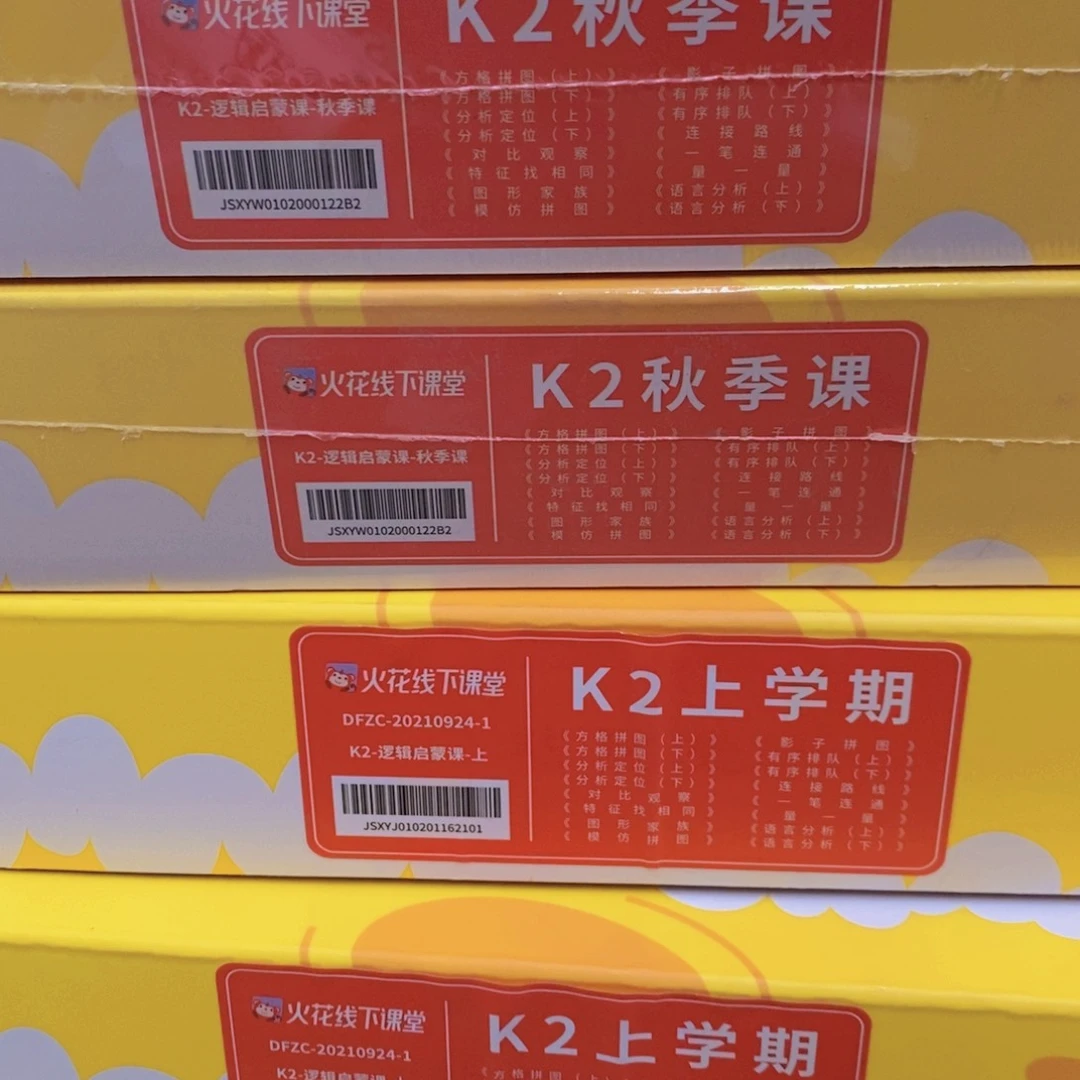 火花线下课堂
K2-逻辑启蒙课-秋季课
JSXYW0102000122B2
K2秋季课
《方格拼图（上）》
《方格拼图（下）》
《分析定位（上）》
《分析定位（下）》
《对比观察》
《特征找相同》
《图形家族》
《模仿拼图》
《影子拼图》
《有序排队（上）》
《有序排队（下）》
《连接路线》
《一笔连通》
《量一量》
《语言分析（上）》
《语言分析（下）》
火花线下课堂
K2-逻辑启蒙课-秋季课
JSXYW0102000122B2
K2秋季课
《方格拼图（上）》
《方格拼图（下）》
《分析定位（上）》
《分析定位（下）》
《对比观察》
《特征找相同》
《图形家族》
《模仿拼图》
《影子拼图》
《有序排队（上）》
《有序排队（下）》
《连接路线》
《一笔连通》
《量一量》
《语言分析（上）》
《语言分析（下）》
火花线下课堂
DFZC-20210924-1
K2-逻辑启蒙课-上
JSXYJ010201162101
K2上学期
《方格拼图（上）》
《方格拼图（下）》
《分析定位（上）》
《分析定位（下）》
《对比观察》
《特征找相同》
《图形家族》
《模仿拼图》
《影子拼图》
《有序排队（上）》
《有序排队（下）》
《连接路线》
《一笔连通》
《量一量》
《语言分析（上）》
《语言分析（下）》
火花线下课堂
DFZC-20210924-1
K2-逻辑启蒙课-上
K2上学期